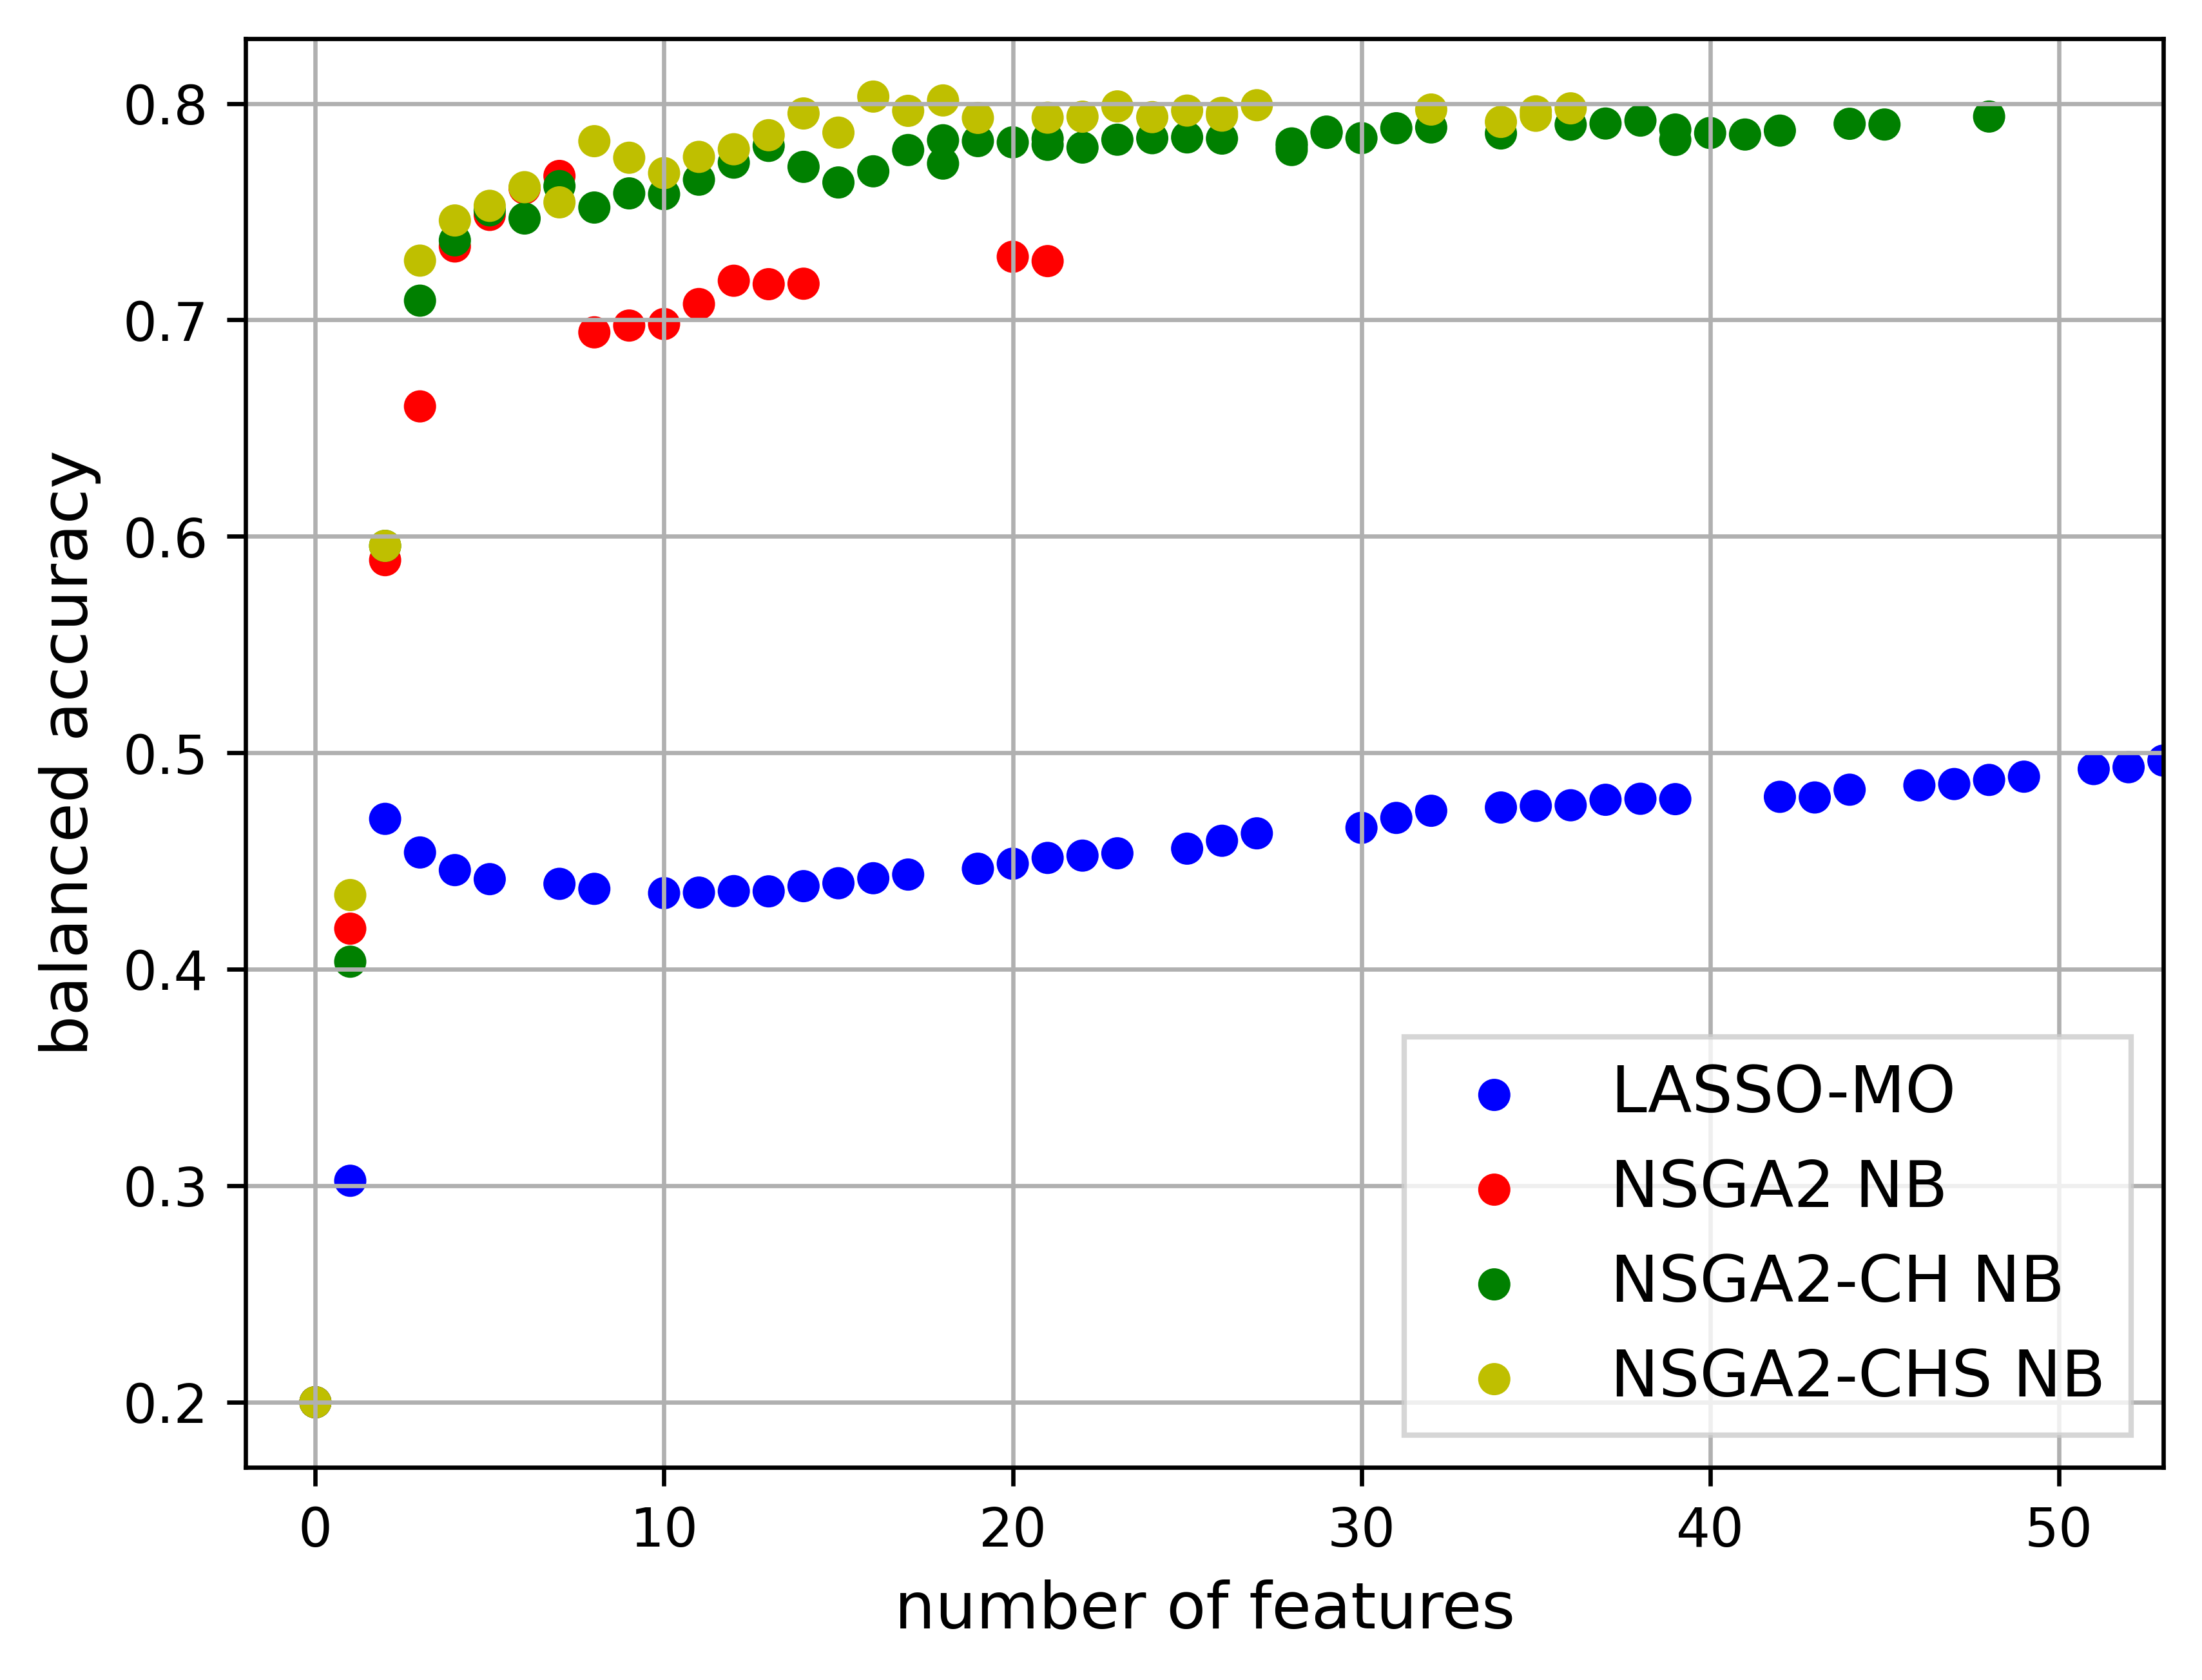 balanced accuracy
0.8
0.7
0.6
0.5
0.4
0.3
0.2
LASSO-MO
NSGA2 NB
NSGA2-CH NB
NSGA2-CHS NB
0 10 20 30 40 50
number of features